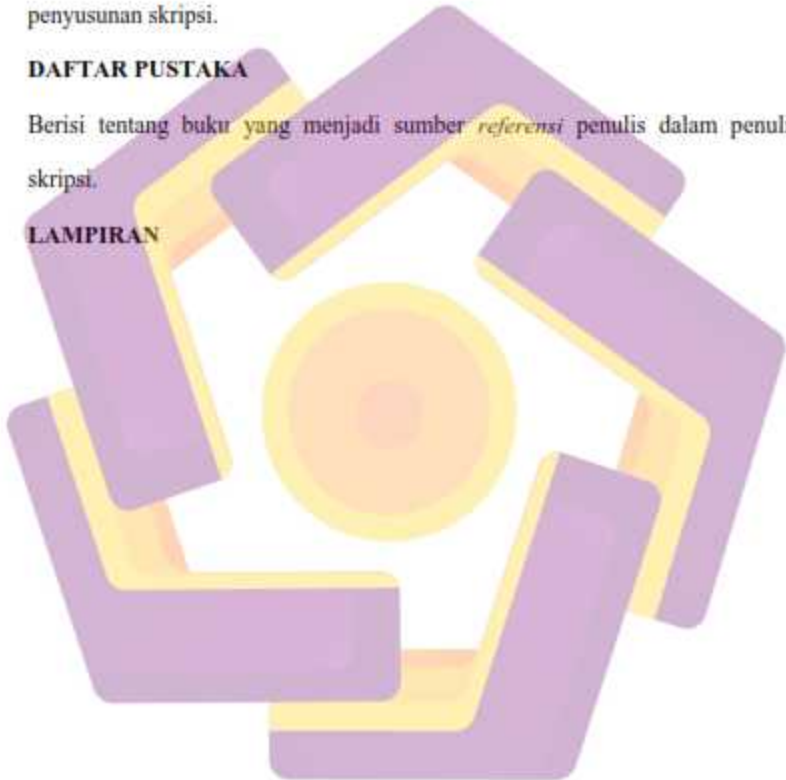 penyusunan skripsi.
DAFTAR PUSTAKA
Berisi tentang buku yang menjadi sumber referensi penulis dalam
skripsi.
LAMPIRAN